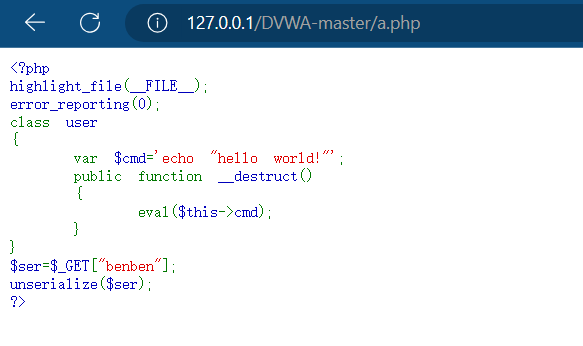 127.0.0.1/DVWA-master/a.php
<?php
highlight_file(__FILE__);
error_reporting(0);
class user
{
var $cmd='echo "hello world!"';
public function __destruct()
{
eval($this->cmd);
}
}
$ser=$_GET["benben"];
unserialize($ser);
?>